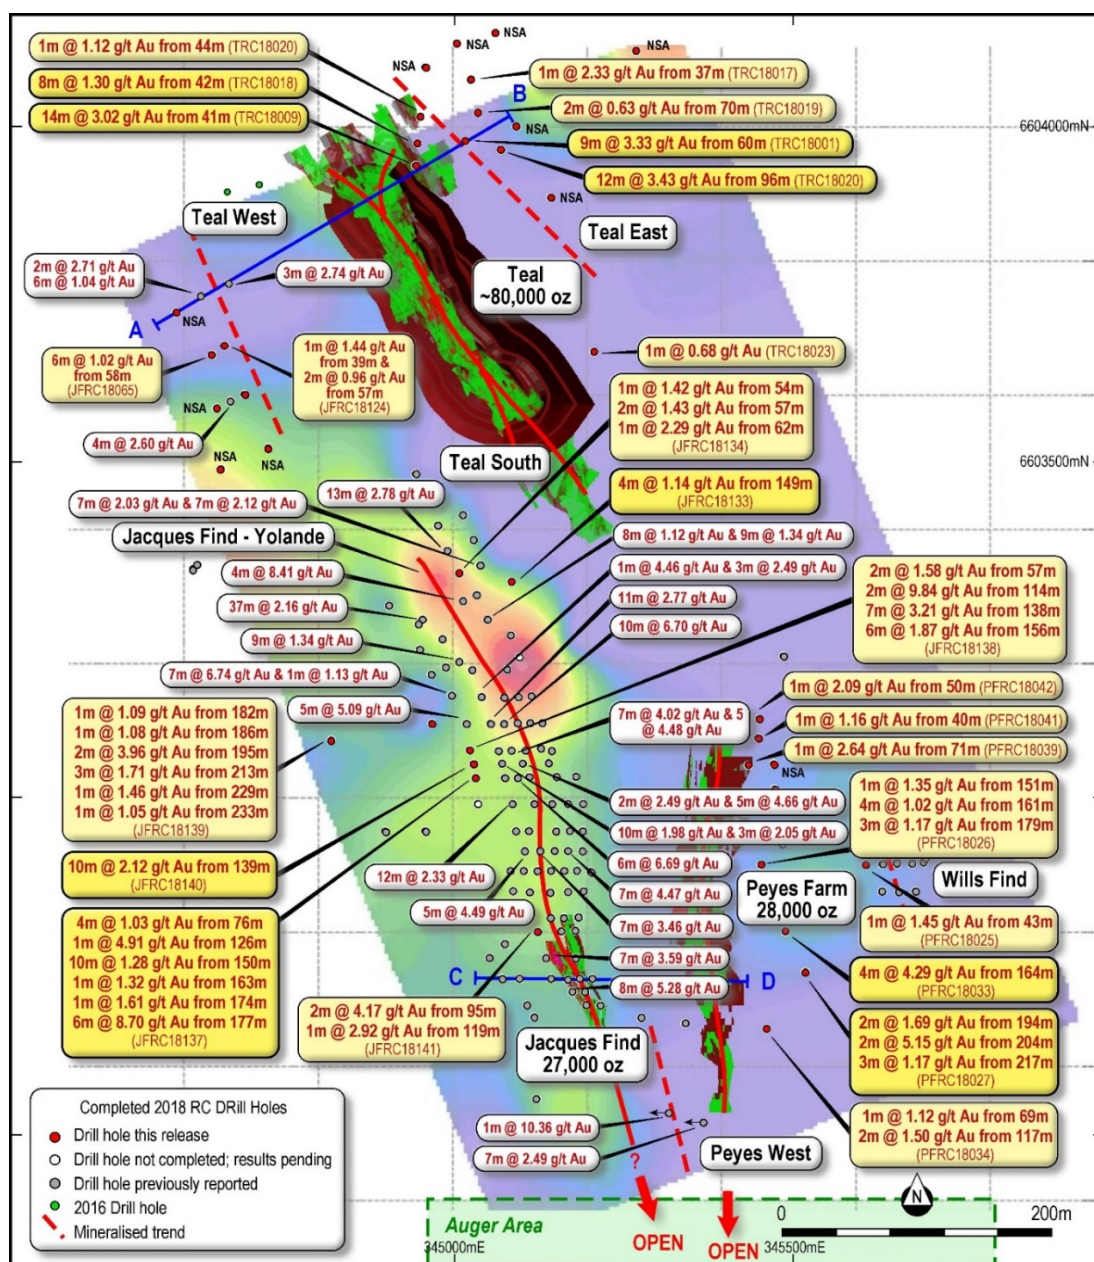 NSA
NSA
NSA
NSA
1m @ 1.12 g/t Au from 44m (TRC18020)
8m @ 1.30 g/t Au from 42m (TRC18018)
14m @ 3.02 g/t Au from 41m (TRC18009)
B
1m @ 2.33 g/t Au from 37m (TRC18017)
2m @ 0.63 g/t Au from 70m (TRC18019)
NSA
9m @ 3.33 g/t Au from 60m (TRC18001)
12m @ 3.43 g/t Au from 96m (TRC18020)
6604000mN
NSA
Teal West
Teal East
Teal
~80,000 oz
2m @ 2.71 g/t Au
6m @ 1.04 g/t Au
3m @ 2.74 g/t Au
A
NSA
6m @ 1.02 g/t Au
from 58m
(JFRC18065)
1m @ 1.44 g/t Au
from 39m &
2m @ 0.96 g/t Au
from 57m
(JFRC18124)
1m @ 0.68 g/t Au (TRC18023)
1m @ 1.42 g/t Au from 54m
2m @ 1.43 g/t Au from 57m
1m @ 2.29 g/t Au from 62m
(JFRC18134)
NSA
4m @ 2.60 g/t Au
NSA
NSA
Teal South
6603500mN
4m @ 1.14 g/t Au from 149m
(JFRC18133)
13m @ 2.78 g/t Au
7m @ 2.03 g/t Au & 7m @ 2.12 g/t Au
Jacques Find - Yolande
8m @ 1.12 g/t Au & 9m @ 1.34 g/t Au
4m @ 8.41 g/t Au
1m @ 4.46 g/t Au & 3m @ 2.49 g/t Au
37m @ 2.16 g/t Au
11m @ 2.77 g/t Au
9m @ 1.34 g/t Au
10m @ 6.70 g/t Au
2m @ 1.58 g/t Au from 57m
2m @ 9.84 g/t Au from 114m
7m @ 3.21 g/t Au from 138m
6m @ 1.87 g/t Au from 156m
(JFRC18138)
7m @ 6.74 g/t Au & 1m @ 1.13 g/t Au
5m @ 5.09 g/t Au
7m @ 4.02 g/t Au & 5
@ 4.48 g/t Au
1m @ 2.09 g/t Au from 50m (PFRC18042)
1m @ 1.16 g/t Au from 40m (PFRC18041)
1m @ 2.64 g/t Au from 71m (PFRC18039)
NSA
1m @ 1.09 g/t Au from 182m
1m @ 1.08 g/t Au from 186m
2m @ 3.96 g/t Au from 195m
3m @ 1.71 g/t Au from 213m
1m @ 1.46 g/t Au from 229m
1m @ 1.05 g/t Au from 233m
(JFRC18139)
2m @ 2.49 g/t Au & 5m @ 4.66 g/t Au
10m @ 1.98 g/t Au & 3m @ 2.05 g/t Au
1m @ 1.35 g/t Au from 151m
4m @ 1.02 g/t Au from 161m
3m @ 1.17 g/t Au from 179m
(PFRC18026)
10m @ 2.12 g/t Au from 139m
(JFRC18140)
12m @ 2.33 g/t Au
6m @ 6.69 g/t Au
7m @ 4.47 g/t Au
Peyes Farm
28,000 oz
Wills Find
5m @ 4.49 g/t Au
7m @ 3.46 g/t Au
1m @ 1.45 g/t Au from 43m
(PFRC18025)
4m @ 1.03 g/t Au from 76m
1m @ 4.91 g/t Au from 126m
10m @ 1.28 g/t Au from 150m
1m @ 1.32 g/t Au from 163m
1m @ 1.61 g/t Au from 174m
6m @ 8.70 g/t Au from 177m
(JFRC18137)
7m @ 3.59 g/t Au
C
D
8m @ 5.28 g/t Au
4m @ 4.29 g/t Au from 164m
(PFRC18033)
2m @ 4.17 g/t Au from 95m
1m @ 2.92 g/t Au from 119m
(JFRC18141)
Jacques Find
27,000 oz
2m @ 1.69 g/t Au from 194m
2m @ 5.15 g/t Au from 204m
3m @ 1.17 g/t Au from 217m
(PFRC18027)
1m @ 10.36 g/t Au
7m @ 2.49 g/t Au
?
Peyes West
1m @ 1.12 g/t Au from 69m
2m @ 1.50 g/t Au from 117m
(PFRC18034)
Completed 2018 RC DRill Holes
Drill hole this release
Drill hole not completed; results pending
Drill hole previously reported
2016 Drill hole
Mineralised trend
N
0 200m
Auger Area
OPEN
OPEN
345000mE
345500mE